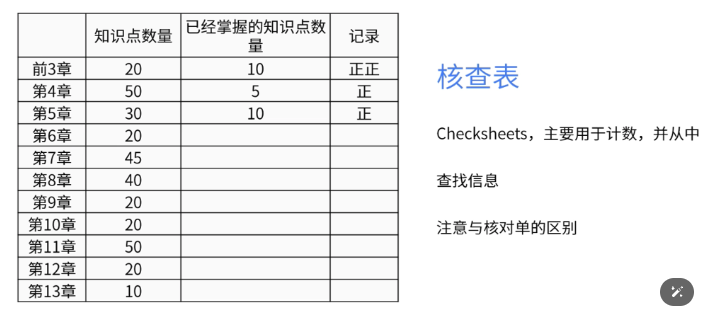 知识点数量 已经掌握的知识点数量 记录
前3章 20 10 正正
第4章 50 5 正
第5章 30 10 正
第6章 20
第7章 45
第8章 40
第9章 20
第10章 20
第11章 50
第12章 20
第13章 10
核查表
Checksheets，主要用于计数，并从中
查找信息
注意与核对单的区别